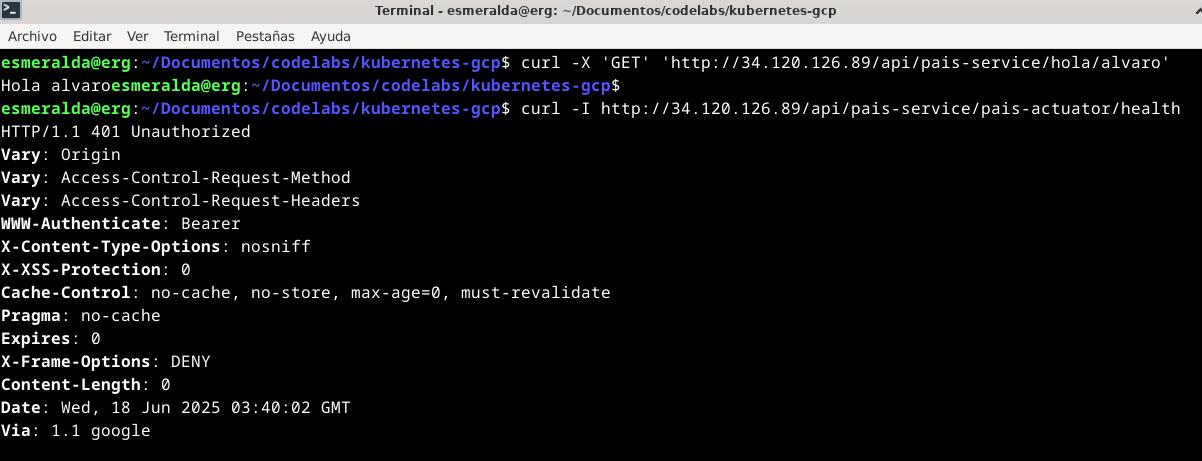 Terminal - esmeralda@erg: ~/Documentos/codelabs/kubernetes-gcp
Archivo Editar Ver Terminal Pestañas Ayuda
esmeralda@erg:~/Documentos/codelabs/kubernetes-gcp$ curl -X 'GET' 'http://34.120.126.89/api/pais-service/hola/alvaro'
Hola alvaroesmeralda@erg:~/Documentos/codelabs/kubernetes-gcp$
esmeralda@erg:~/Documentos/codelabs/kubernetes-gcp$ curl -I http://34.120.126.89/api/pais-service/pais-actuator/health
HTTP/1.1 401 Unauthorized
Vary: Origin
Vary: Access-Control-Request-Method
Vary: Access-Control-Request-Headers
WWW-Authenticate: Bearer
X-Content-Type-Options: nosniff
X-XSS-Protection: 0
Cache-Control: no-cache, no-store, max-age=0, must-revalidate
Pragma: no-cache
Expires: 0
X-Frame-Options: DENY
Content-Length: 0
Date: Wed, 18 Jun 2025 03:40:02 GMT
Via: 1.1 google